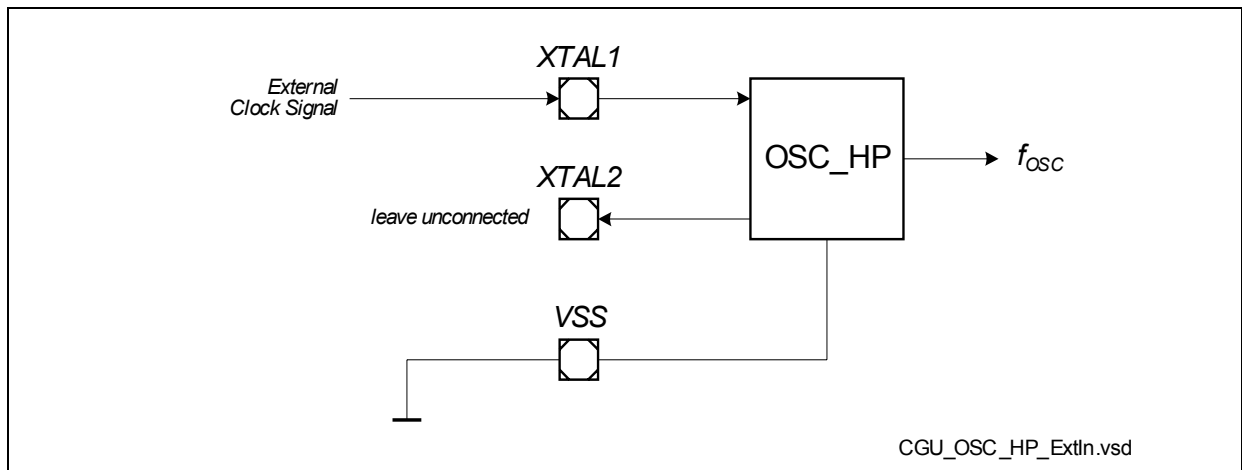 XTAL1
External
Clock Signal
OSC_HP
fOSC
XTAL2
leave unconnected
VSS
CGU_OSC_HP_ExtIn.vsd